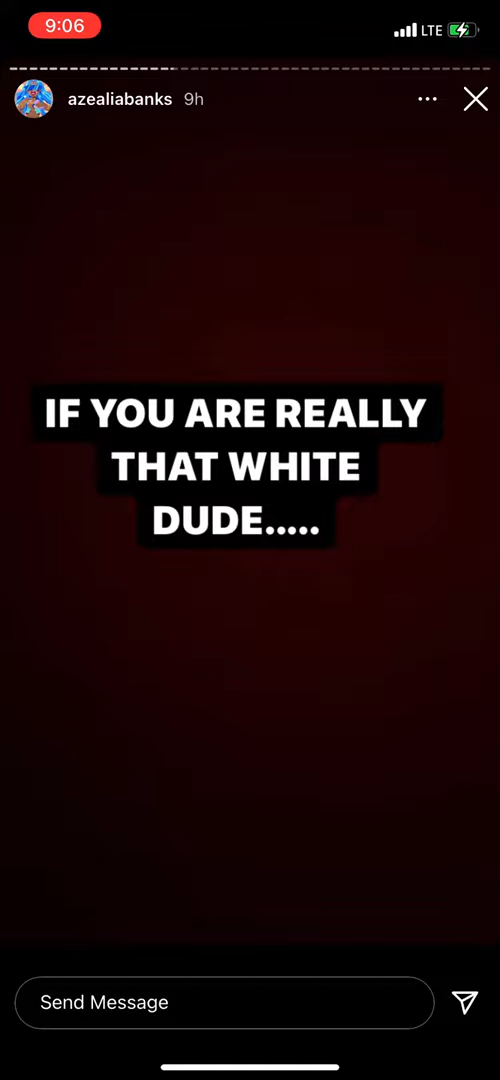 9:06
LTE
azealiabanks 9h
IF YOU ARE REALLY
THAT WHITE
DUDE.....
Send Message